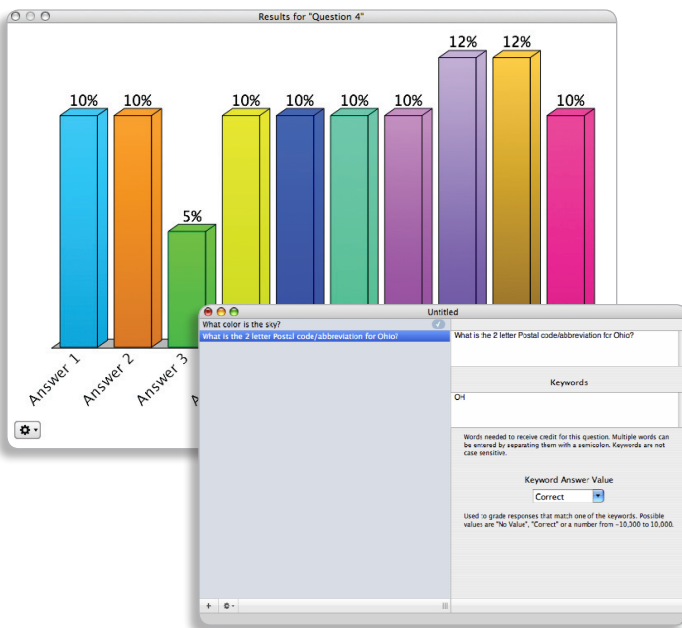 Results for "Question 4"
12% 12%
10% 10% 10% 10% 10% 10% 10%
5%
Answer 1
Answer 2
Answer 3
Untitled
What color is the sky?
What is the 2 letter Postal code/abbreviation for Ohio?
What is the 2 letter Postal code/abbreviation for Ohio?
Keywords
OH
Words needed to receive credit for this question. Multiple words can
be entered by separating them with a semicolon. Keywords are not
case sensitive.
Keyword Answer Value
Correct
Used to grade responses that match one of the keywords. Possible
values are "No Value", "Correct" or a number from -10,000 to 10,000.